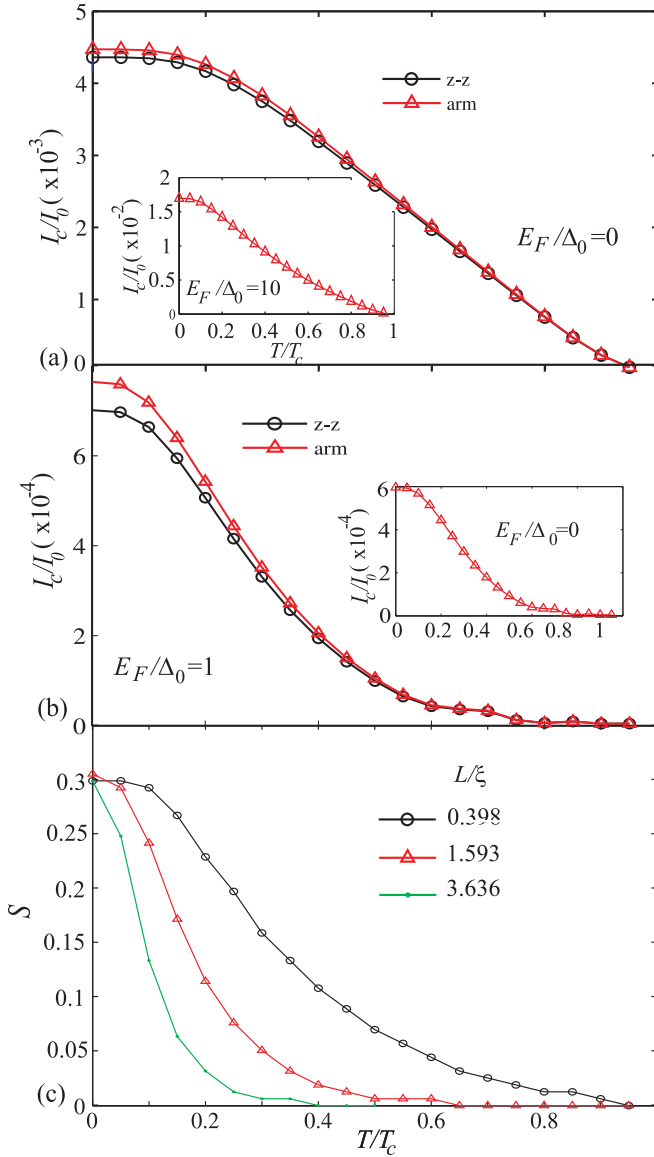 5
4
3
2
1
0
I_c/I_0 ( x10^-3)
z-z
arm
E_F/Δ_0=0
2
1.5
1
0.5
0
I_c/I_0 ( x10^-2)
E_F/Δ_0=10
0 0.2 0.4 0.6 0.8 1
T/T_c
(a)
6
4
2
0
I_c/I_0 ( x10^-4)
z-z
arm
6
4
2
0
I_c/I_0 ( x10^-4)
E_F/Δ_0=0
0 0.2 0.4 0.6 0.8 1
E_F/Δ_0=1
(b)
0.3
0.25
0.2
0.15
0.1
0.05
0
S
L/ξ
0.398
1.593
3.636
(c)
0 0.2 0.4 0.6 0.8
T/T_c